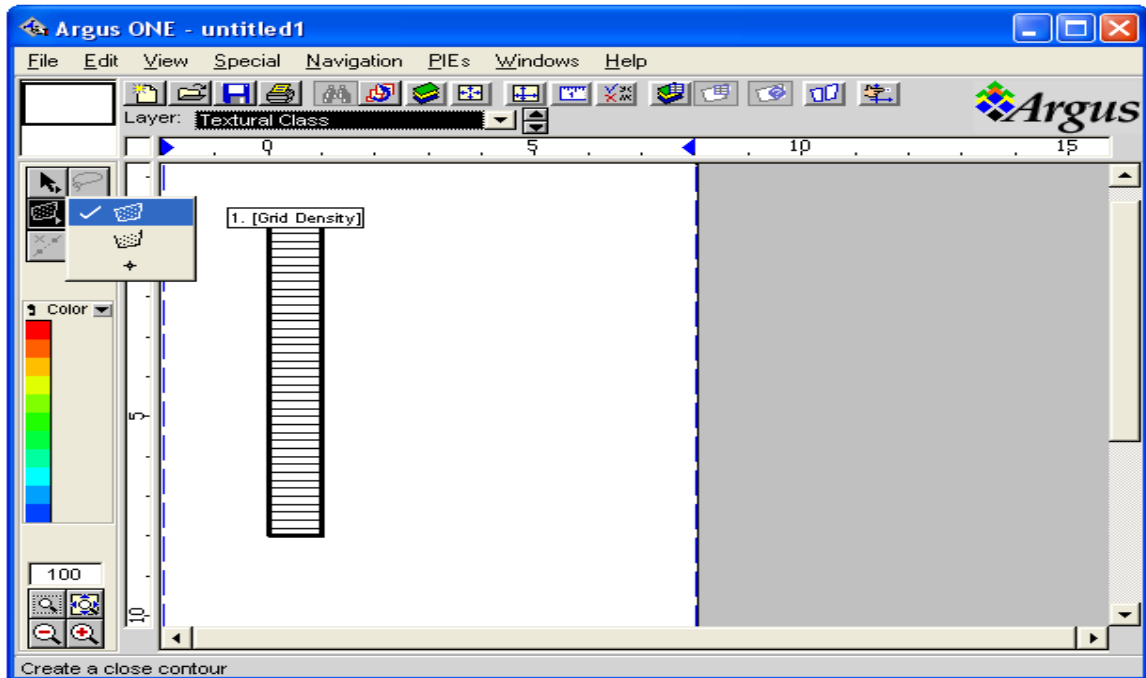 Argus ONE - untitled1
File Edit View Special Navigation PIEs Windows Help
Argus
Layer: Textural Class
0 5 10 15
1. [Grid Density]
Color
5
100
10
Create a close contour